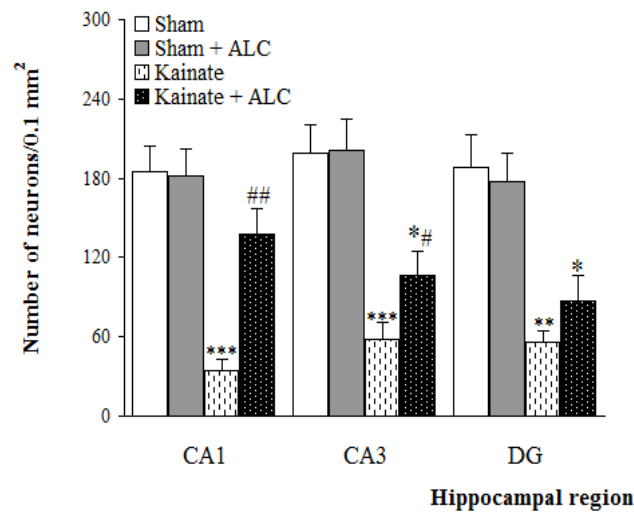 300
240
180
120
60
0
Number of neurons/0.1 mm²
Sham
Sham + ALC
Kainate
Kainate + ALC
***
##
***
*#
**
*
CA1 CA3 DG
Hippocampal region